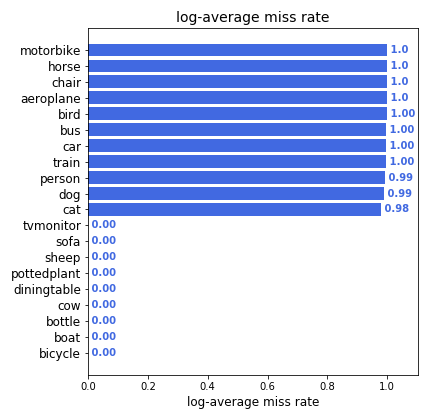 log-average miss rate
motorbike 1.0
horse 1.0
chair 1.0
aeroplane 1.0
bird 1.00
bus 1.00
car 1.00
train 1.00
person 0.99
dog 0.99
cat 0.98
tvmonitor 0.00
sofa 0.00
sheep 0.00
pottedplant 0.00
diningtable 0.00
cow 0.00
bottle 0.00
boat 0.00
bicycle 0.00
0.0 0.2 0.4 0.6 0.8 1.0
log-average miss rate